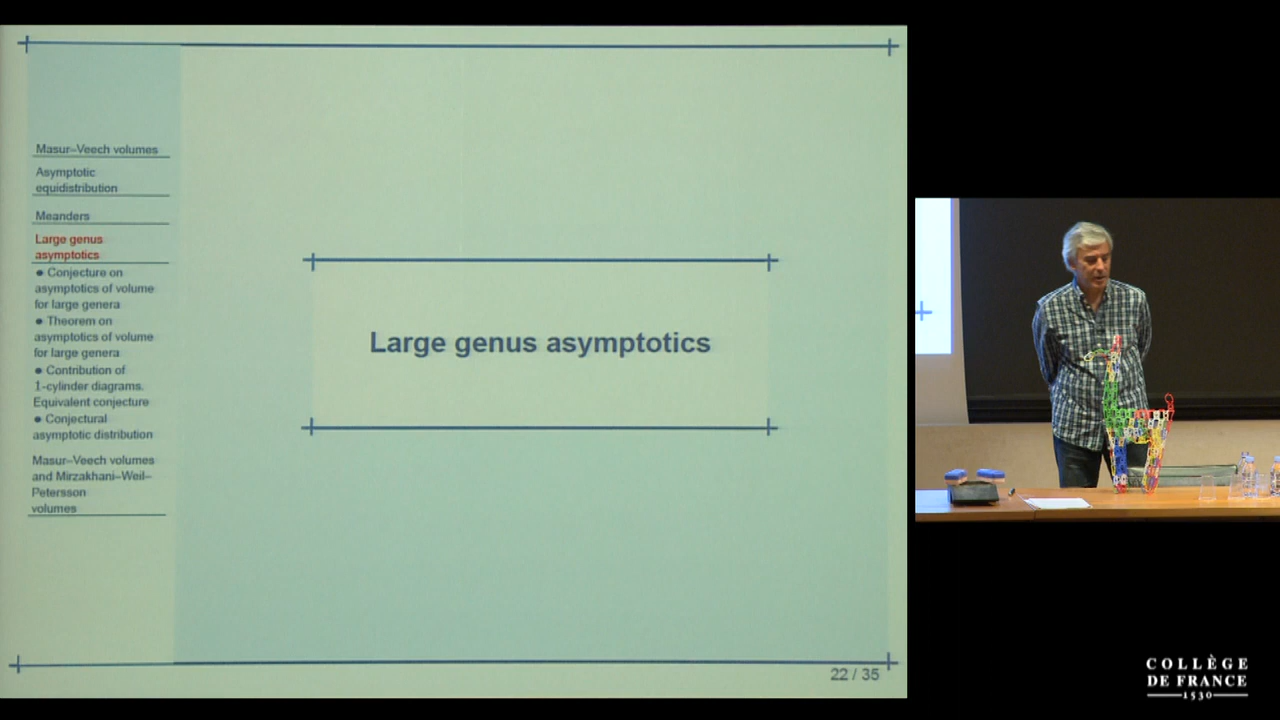 Masur–Veech volumes
Asymptotic
equidistribution
Meanders
Large genus
asymptotics
● Conjecture on
asymptotics of volume
for large genera
● Theorem on
asymptotics of volume
for large genera
● Contribution of
1-cylinder diagrams.
Equivalent conjecture
● Conjectural
asymptotic distribution
Masur–Veech volumes
and Mirzakhani–Weil–
Petersson
volumes
Large genus asymptotics
22 / 35
COLLÈGE
DE FRANCE
1530